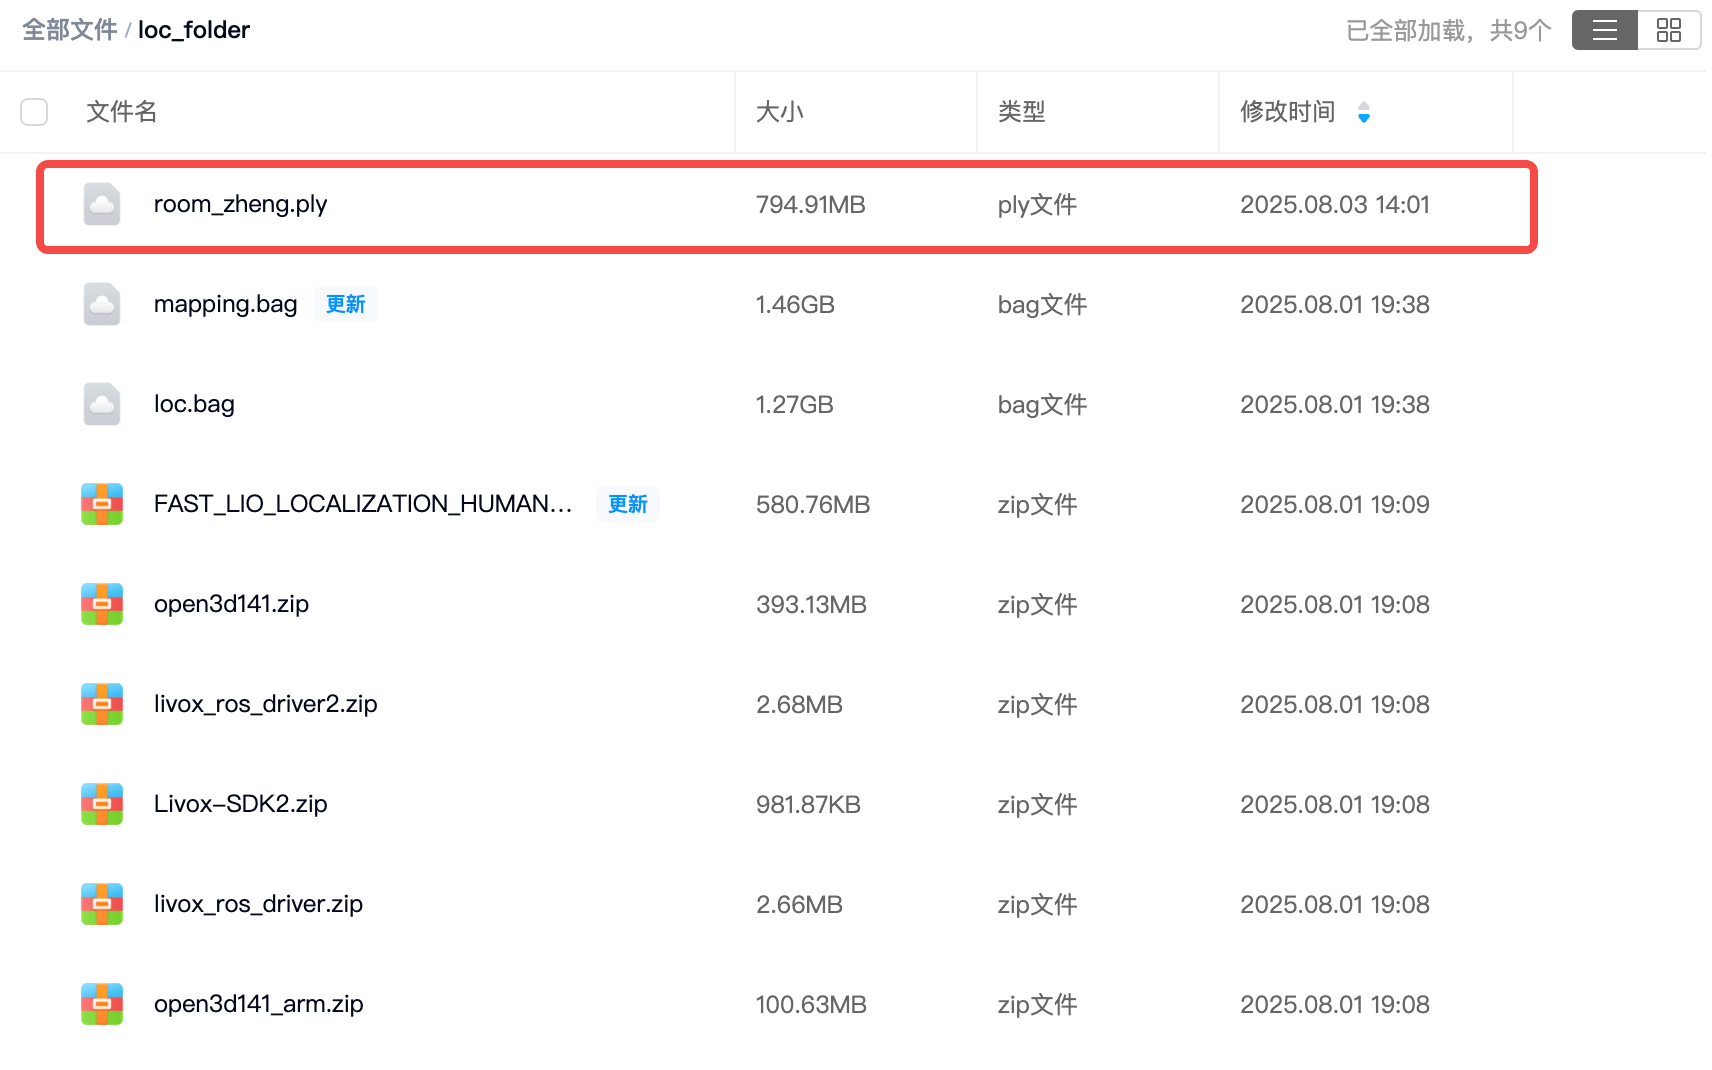 全部文件 / loc_folder 已全部加载，共9个
文件名 大小 类型 修改时间
room_zheng.ply 794.91MB ply文件 2025.08.03 14:01
mapping.bag 更新 1.46GB bag文件 2025.08.01 19:38
loc.bag 1.27GB bag文件 2025.08.01 19:38
FAST_LIO_LOCALIZATION_HUMAN... 更新 580.76MB zip文件 2025.08.01 19:09
open3d141.zip 393.13MB zip文件 2025.08.01 19:08
livox_ros_driver2.zip 2.68MB zip文件 2025.08.01 19:08
Livox-SDK2.zip 981.87KB zip文件 2025.08.01 19:08
livox_ros_driver.zip 2.66MB zip文件 2025.08.01 19:08
open3d141_arm.zip 100.63MB zip文件 2025.08.01 19:08